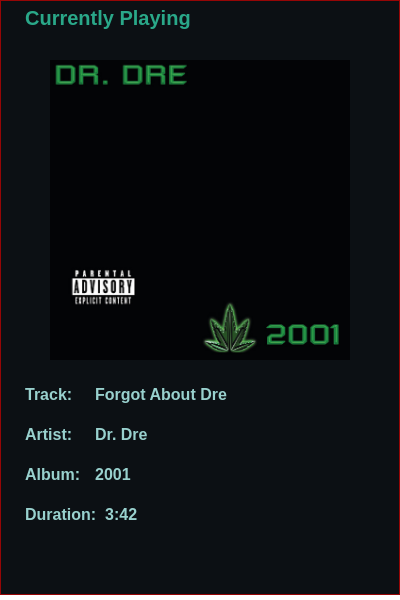 Currently Playing
DR. DRE
PARENTAL
ADVISORY
EXPLICIT CONTENT
2001
Track: Forgot About Dre
Artist: Dr. Dre
Album: 2001
Duration: 3:42